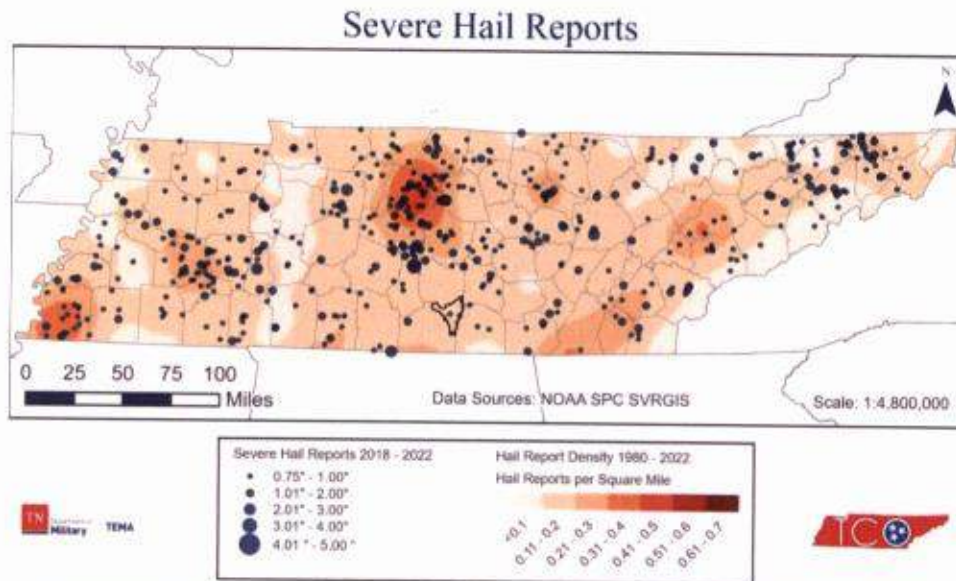 Severe Hail Reports
N
0 25 50 75 100
Miles
Data Sources: NOAA SPC SVRGIS
Scale: 1:4,800,000
Severe Hail Reports 2018 - 2022
0.75" - 1.00"
1.01" - 2.00"
2.01" - 3.00"
3.01" - 4.00"
4.01" - 5.00"
Hail Report Density 1980 - 2022
Hail Reports per Square Mile
<0.1
0.11 - 0.2
0.21 - 0.3
0.31 - 0.4
0.41 - 0.5
0.51 - 0.6
0.61 - 0.7
TN
Department of
Military
TEMA
TCO